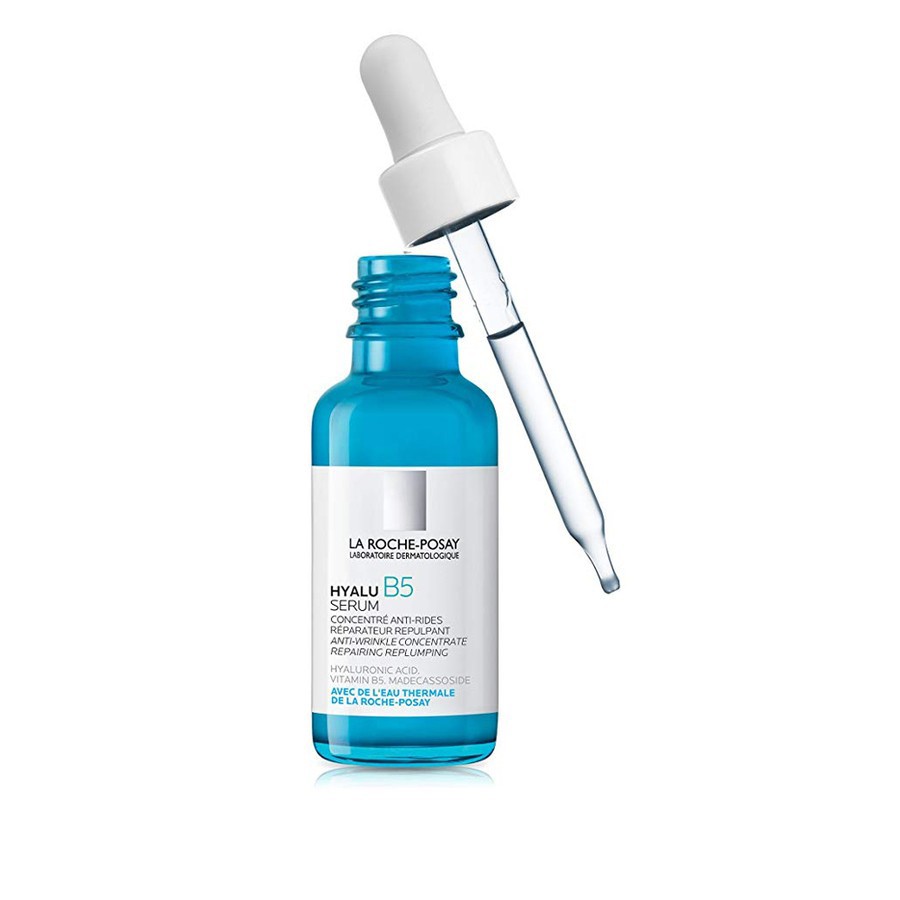 LA ROCHE-POSAY
LABORATOIRE DERMATOLOGIQUE
HYALU B5
SERUM
CONCENTRÉ ANTI-RIDES
RÉPARATEUR REPULPANT
ANTI-WRINKLE CONCENTRATE
REPAIRING REPLUMPING
HYALURONIC ACID.
VITAMIN B5. MADECASSOSIDE
AVEC DE L'EAU THERMALE
DE LA ROCHE-POSAY